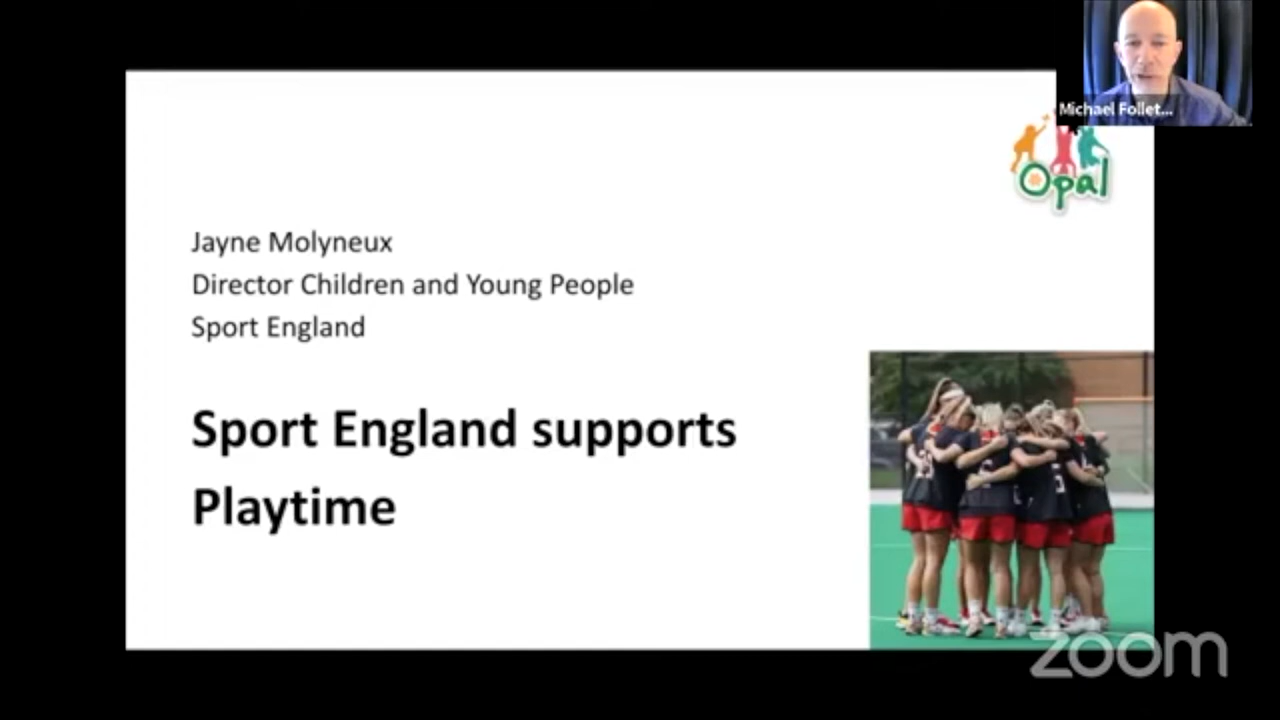 Michael Follet...
Opal
Jayne Molyneux
Director Children and Young People
Sport England
Sport England supports
Playtime
zoom